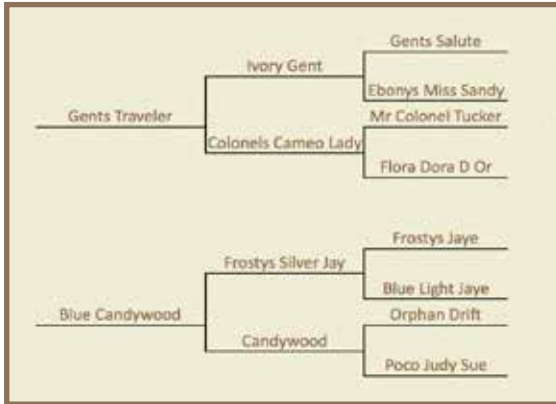 Gents Salute
Ivory Gent
Ebonys Miss Sandy
Gents Traveler
Mr Colonel Tucker
Colonels Cameo Lady
Flora Dora D Or
Frostys Jaye
Frostys Silver Jay
Blue Light Jaye
Blue Candywood
Orphan Drift
Candywood
Poco Judy Sue